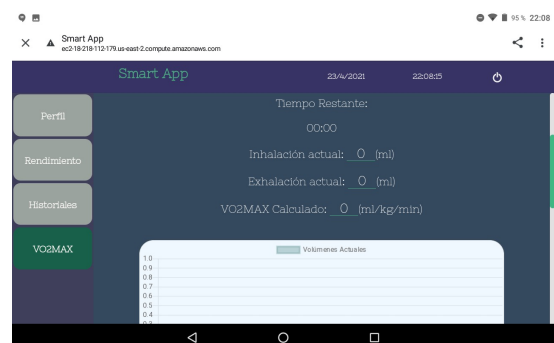 95 % 22:08
Smart App
ec2-18-218-112-179.us-east-2.compute.amazonaws.com
Smart App 23/4/2021 22:08:15
Perfil
Rendimiento
Historiales
VO2MAX
Tiempo Restante:
00:00
Inhalación actual: 0 (ml)
Exhalación actual: 0 (ml)
VO2MAX Calculado: 0 (ml/kg/min)
Volúmenes Actuales
1.0
0.9
0.8
0.7
0.6
0.5
0.4
0.3